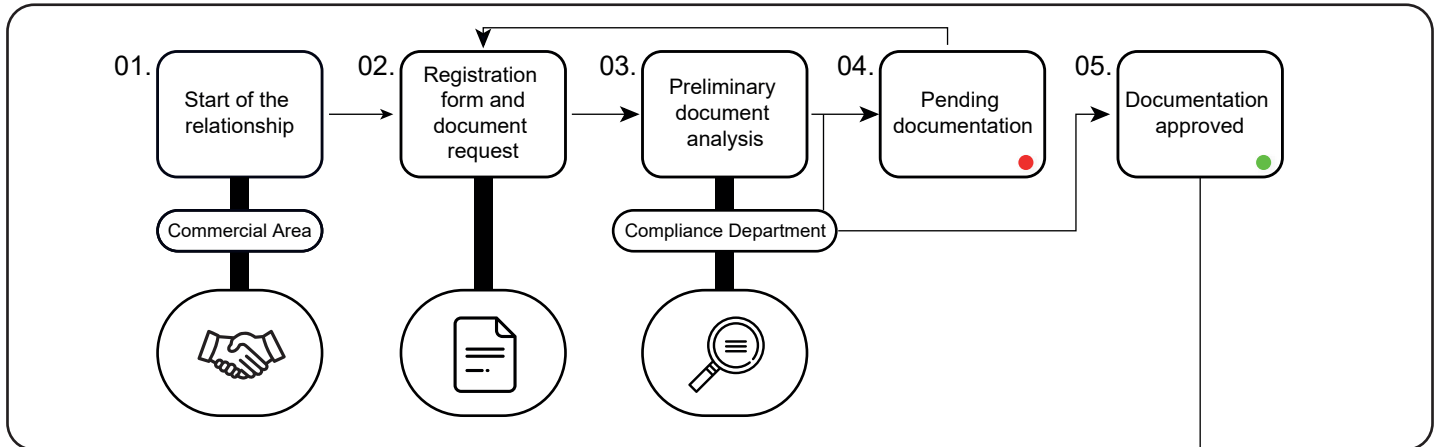 01.
Start of the
relationship
Commercial Area
02.
Registration
form and
document
request
03.
Preliminary
document
analysis
Compliance Department
04.
Pending
documentation
05.
Documentation
approved